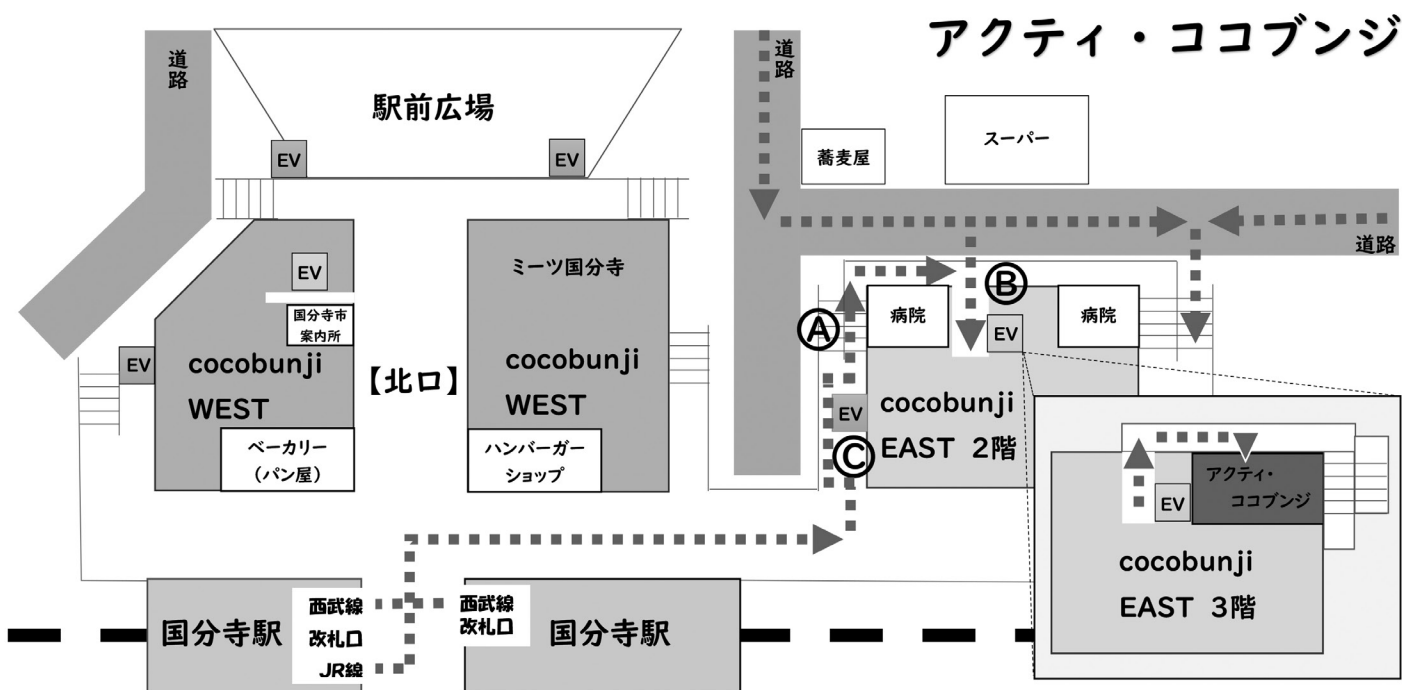 アクティ・ココブンジ
道路
駅前広場
EV
EV
道路
蕎麦屋
スーパー
道路
EV
国分寺市
案内所
cocobunji
WEST
EV
ベーカリー
(パン屋)
【北口】
ミーツ国分寺
cocobunji
WEST
ハンバーガー
ショップ
Ⓐ
病院
Ⓑ
EV
病院
EV
Ⓒ
cocobunji
EAST 2階
アクティ・
ココブンジ
EV
cocobunji
EAST 3階
国分寺駅
西武線
改札口
JR線
西武線
改札口
国分寺駅